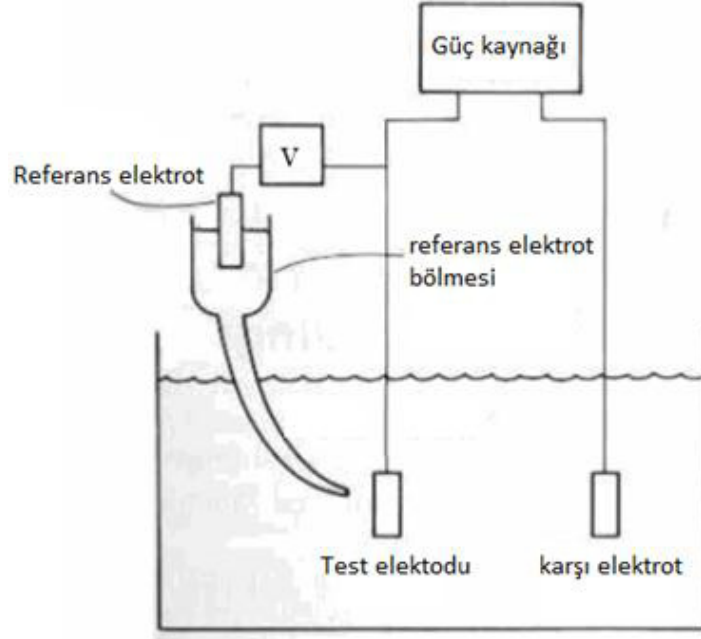 Güç kaynağı
V
Referans elektrot
referans elektrot
bölmesi
Test elektodu
karşı elektrot